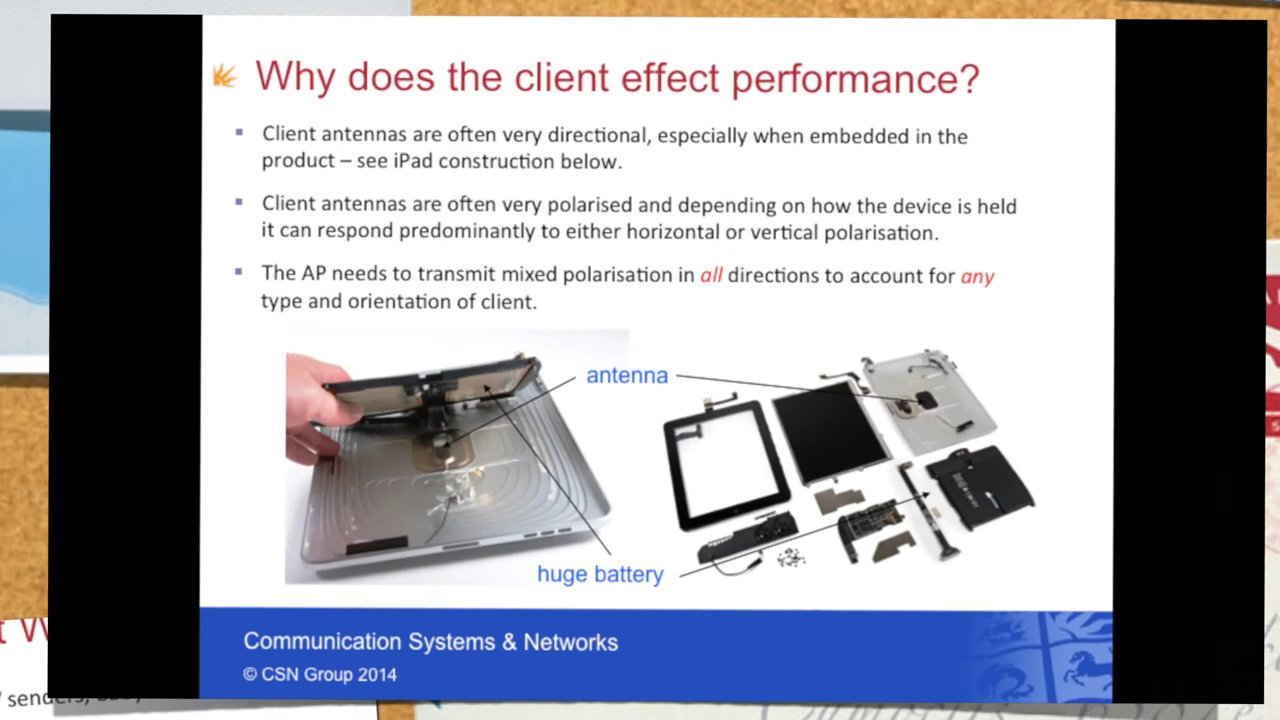 Why does the client effect performance?
Client antennas are often very directional, especially when embedded in the
product – see iPad construction below.
Client antennas are often very polarised and depending on how the device is held
it can respond predominantly to either horizontal or vertical polarisation.
The AP needs to transmit mixed polarisation in all directions to account for any
type and orientation of client.
antenna
huge battery
Communication Systems & Networks
© CSN Group 2014